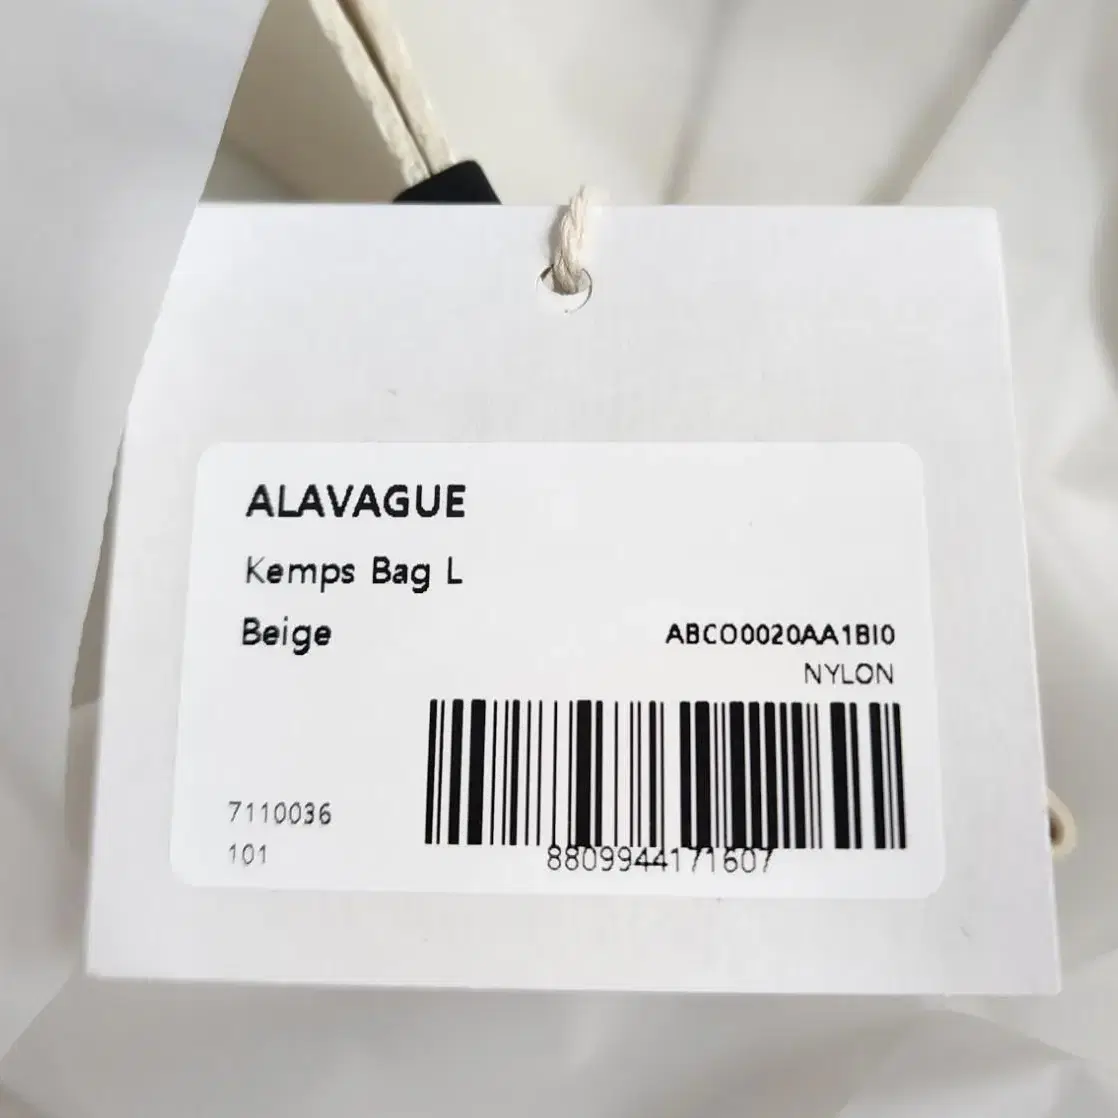 ALAVAGUE
Kemps Bag L
Beige
ABCO0020AA1BI0
NYLON
7110036
101
8809944171607